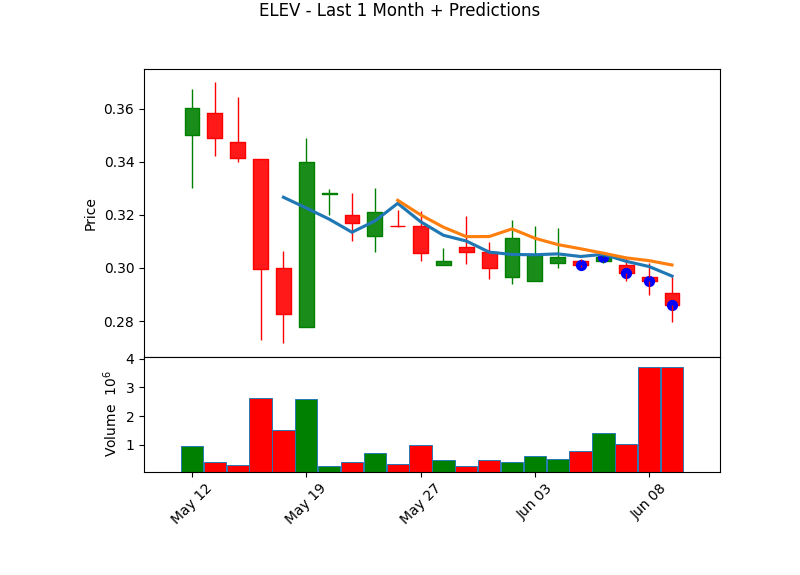 ELEV - Last 1 Month + Predictions
0.36
0.34
0.32
0.30
0.28
Price
4
3
2
1
Volume 10^6
May 12
May 19
May 27
Jun 03
Jun 08